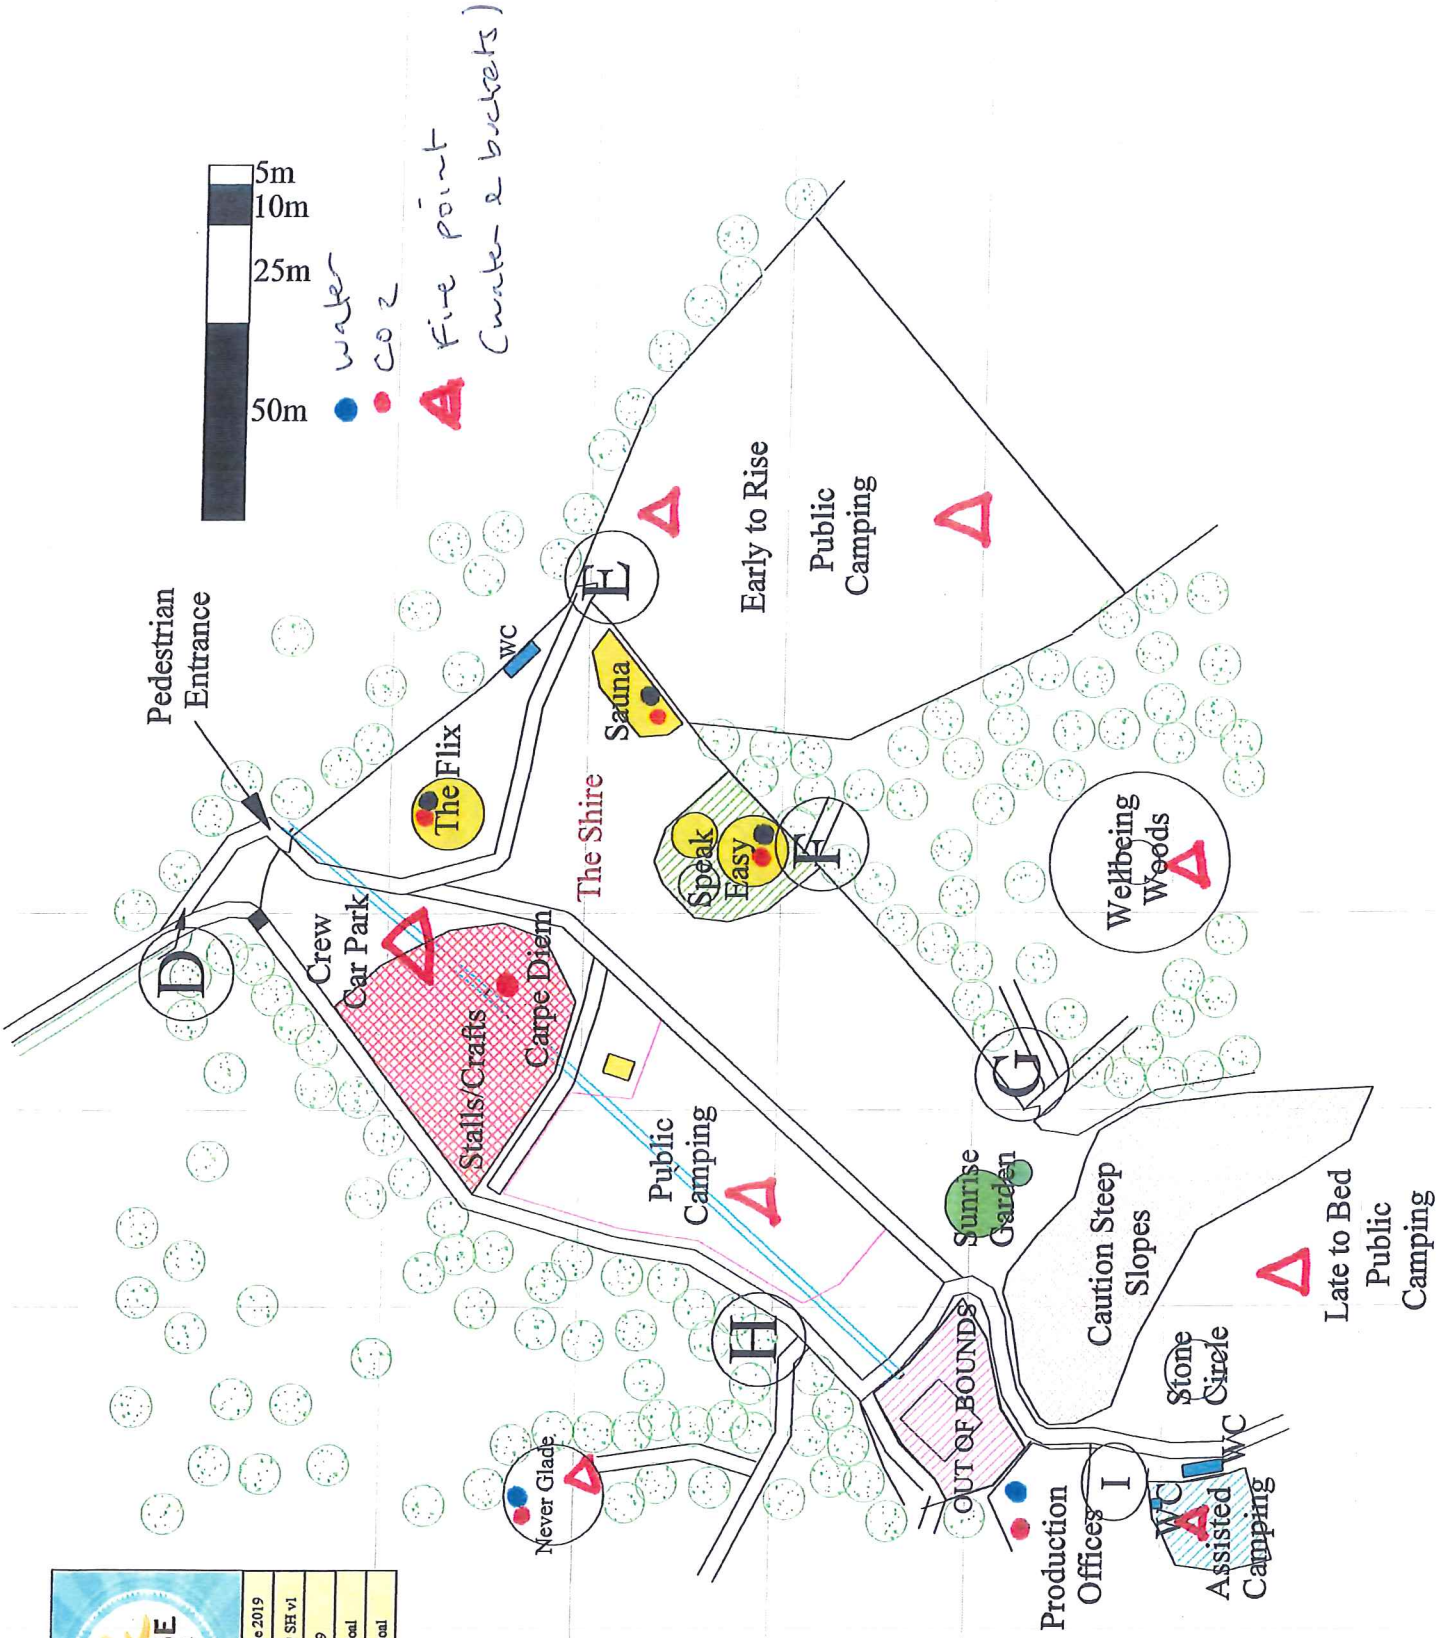 5m
10m
25m
50m
water
CO2
Fire point
(water & buckets)
Pedestrian
Entrance
D
Crew
Car Park
WC
The Flix
E
Sauna
The Shire
Early to Rise
Public
Camping
Speak
Easy
F
Stalls/Crafts
Carpe Diem
Wellbeing
Woods
G
Public
Camping
Sunrise
Garden
Caution Steep
Slopes
Late to Bed
Public
Camping
H
Never Glade
OUT OF BOUNDS
Stone
Circle
WC
I
WC
Production
Offices
Assisted
Camping
2019
SH v1